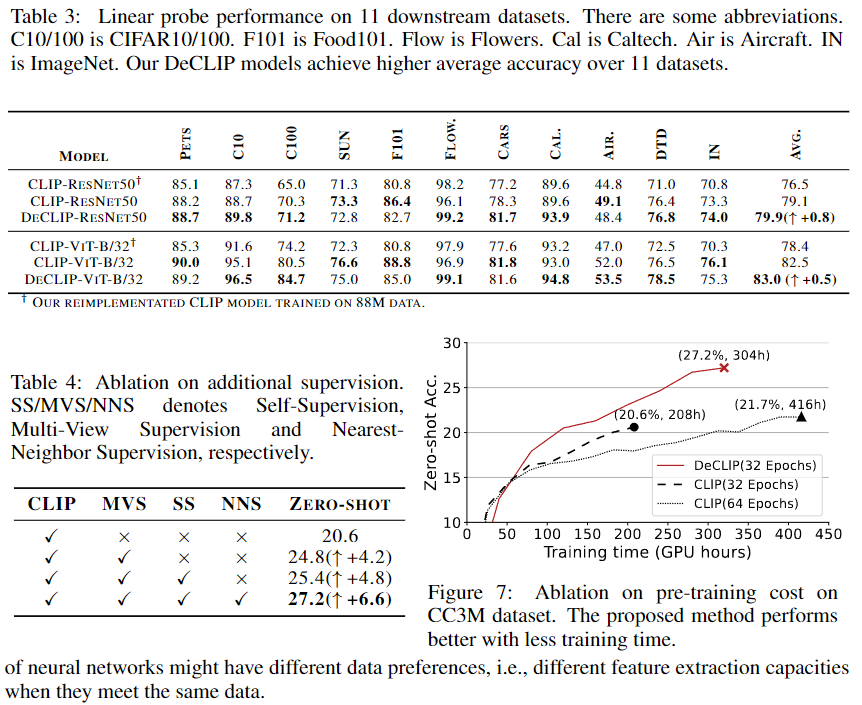 Table 3: Linear probe performance on 11 downstream datasets. There are some abbreviations.
C10/100 is CIFAR10/100. F101 is Food101. Flow is Flowers. Cal is Caltech. Air is Aircraft. IN
is ImageNet. Our DeCLIP models achieve higher average accuracy over 11 datasets.
MODEL PETS C10 C100 SUN F101 FLOW. CARS CAL. AIR. DTD IN AVG.
CLIP-RESNET50† 85.1 87.3 65.0 71.3 80.8 98.2 77.2 89.6 44.8 71.0 70.8 76.5
CLIP-RESNET50 88.2 88.7 70.3 73.3 86.4 96.1 78.3 89.6 49.1 76.4 73.3 79.1
DECLIP-RESNET50 88.7 89.8 71.2 72.8 82.7 99.2 81.7 93.9 48.4 76.8 74.0 79.9(↑ +0.8)
CLIP-VIT-B/32† 85.3 91.6 74.2 72.3 80.8 97.9 77.6 93.2 47.0 72.5 70.3 78.4
CLIP-VIT-B/32 90.0 95.1 80.5 76.6 88.8 96.9 81.8 93.0 52.0 76.5 76.1 82.5
DECLIP-VIT-B/32 89.2 96.5 84.7 75.0 85.0 99.1 81.6 94.8 53.5 78.5 75.3 83.0 (↑ +0.5)
† OUR REIMPLEMENTATED CLIP MODEL TRAINED ON 88M DATA.
Table 4: Ablation on additional supervision.
SS/MVS/NNS denotes Self-Supervision,
Multi-View Supervision and Nearest-
Neighbor Supervision, respectively.
CLIP MVS SS NNS ZERO-SHOT
✓ × × × 20.6
✓ ✓ × × 24.8(↑ +4.2)
✓ ✓ ✓ × 25.4(↑ +4.8)
✓ ✓ ✓ ✓ 27.2(↑ +6.6)
Zero-shot Acc.
30
25
20
15
10
(27.2%, 304h)
(20.6%, 208h)
(21.7%, 416h)
DeCLIP(32 Epochs)
CLIP(32 Epochs)
CLIP(64 Epochs)
0 50 100 150 200 250 300 350 400 450
Training time (GPU hours)
Figure 7: Ablation on pre-training cost on
CC3M dataset. The proposed method performs
better with less training time.
of neural networks might have different data preferences, i.e., different feature extraction capacities
when they meet the same data.